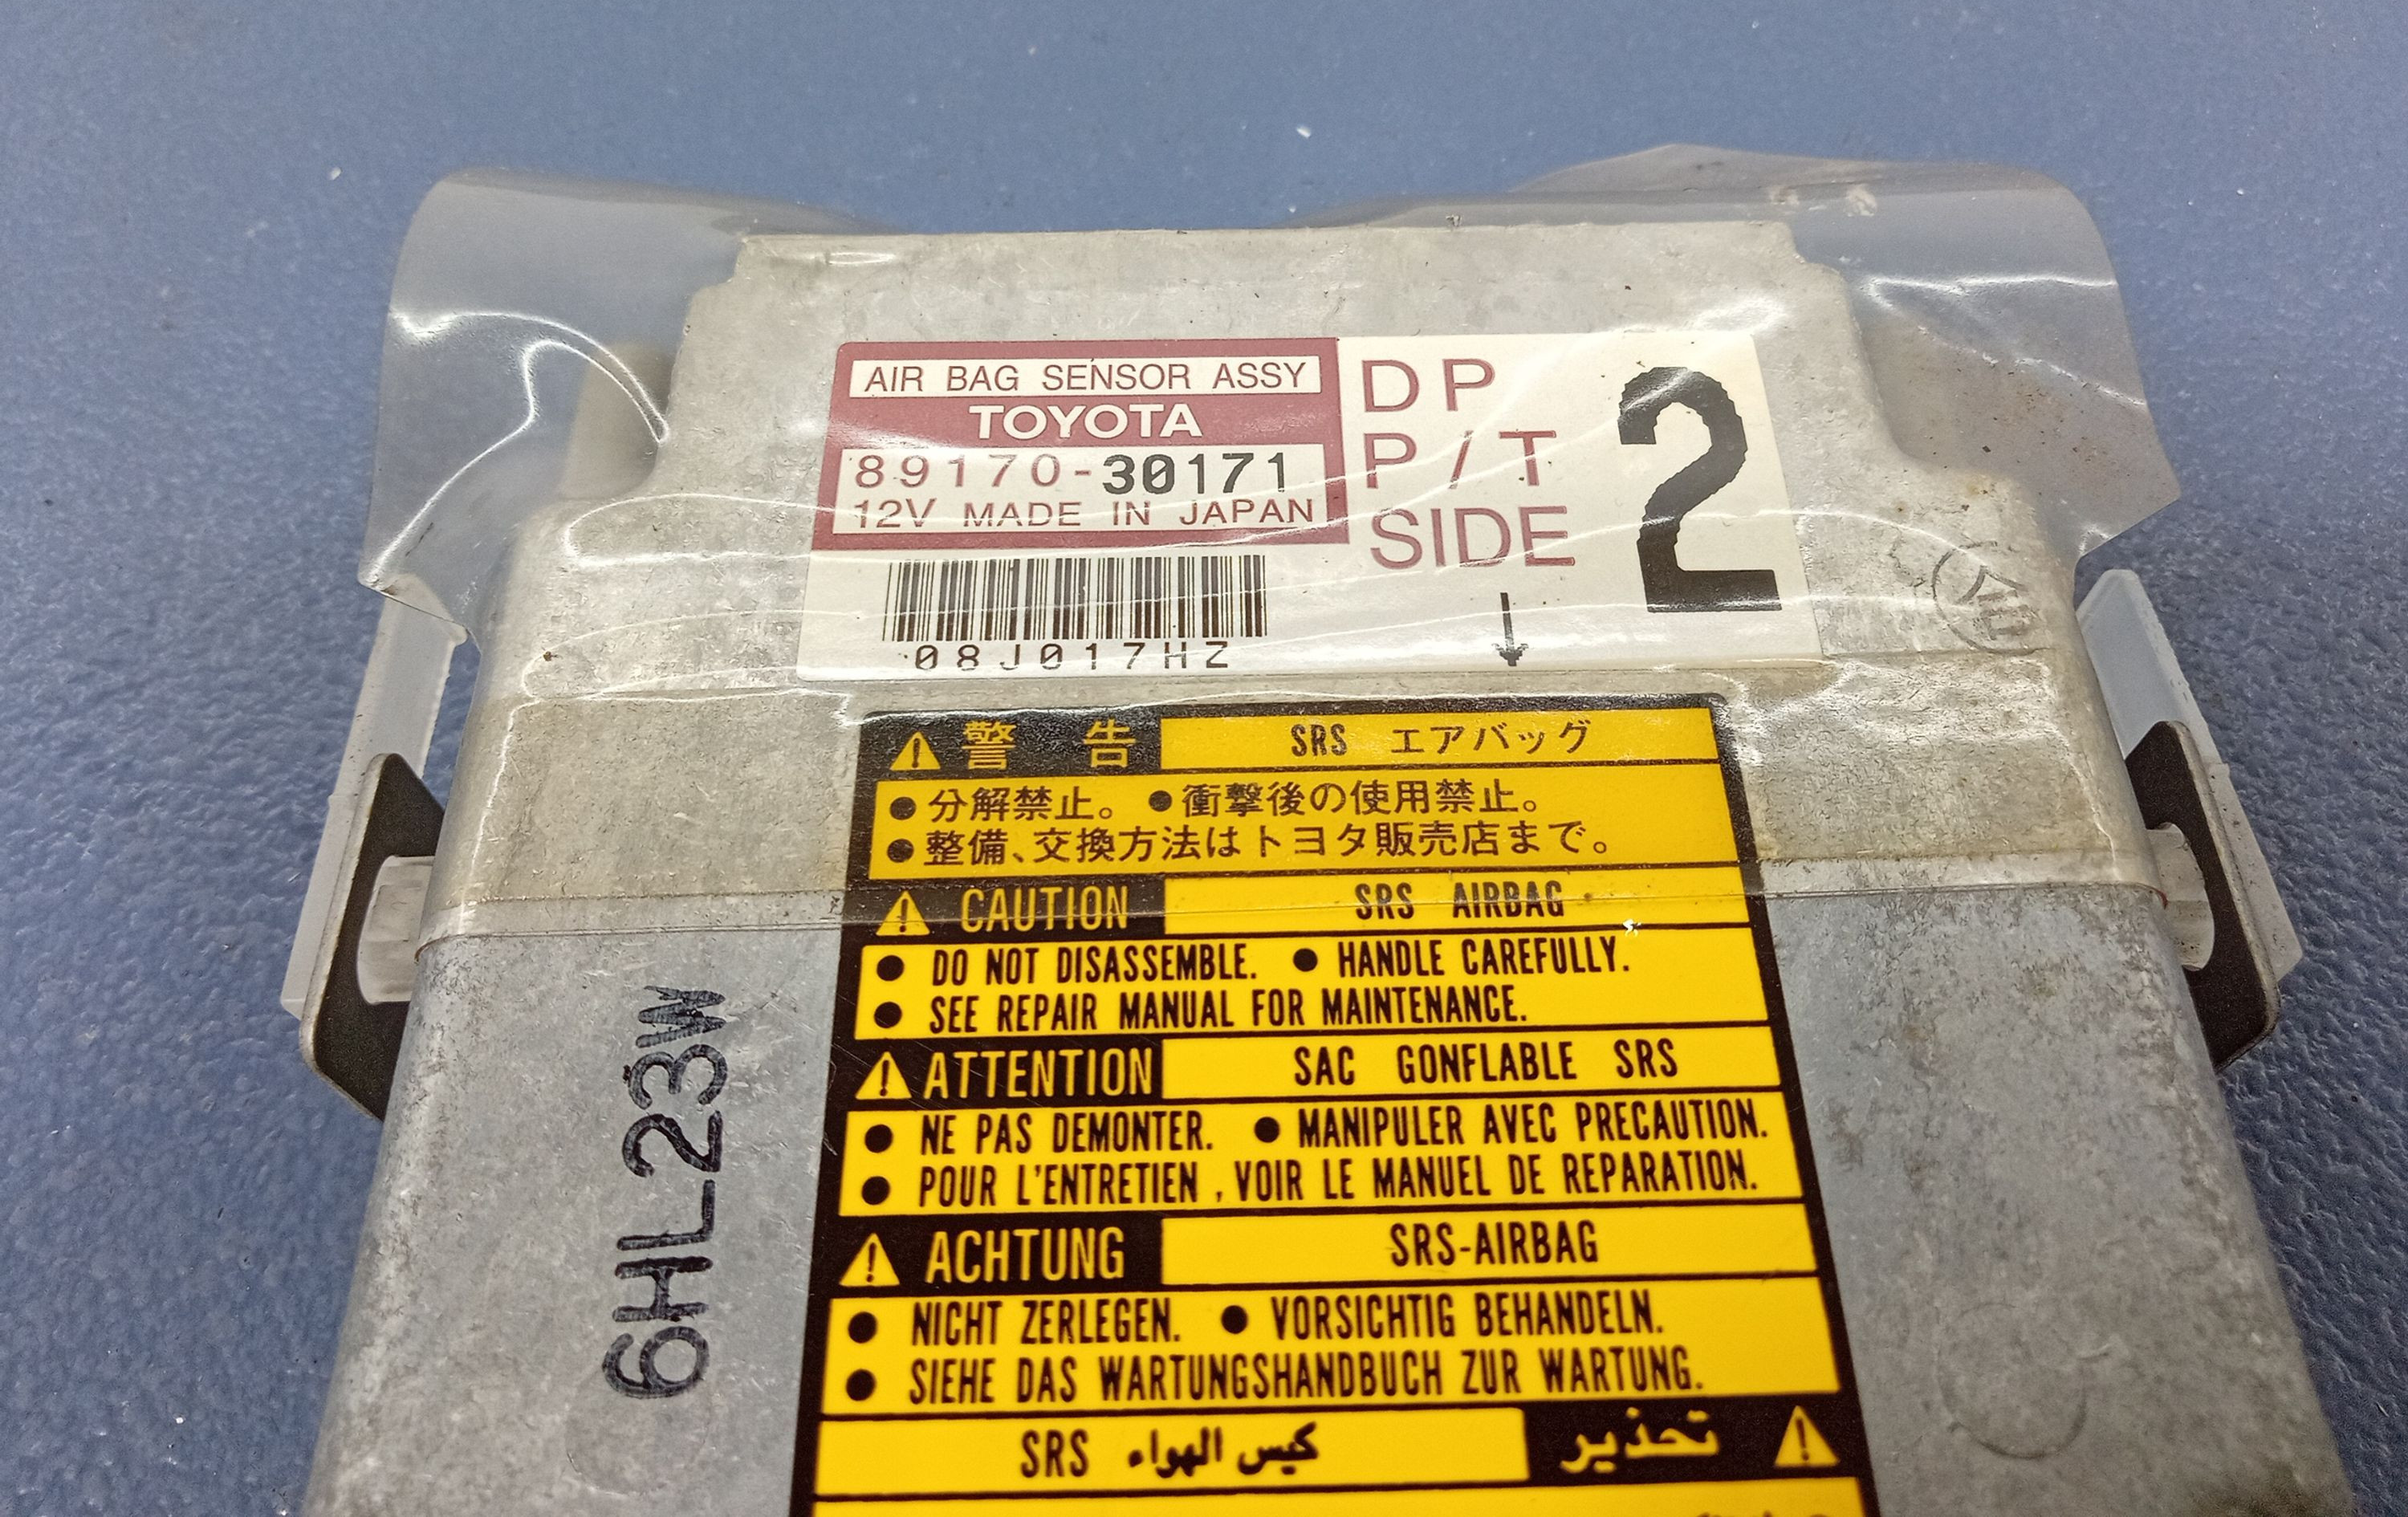 AIR BAG SENSOR ASSY
TOYOTA
89170-30171
12V MADE IN JAPAN
DP
P/T
SIDE
2
08J017HZ
警告 SRS エアバッグ
●分解禁止。 ●衝撃後の使用禁止。
●整備、交換方法はトヨタ販売店まで。
CAUTION SRS AIRBAG
● DO NOT DISASSEMBLE. ● HANDLE CAREFULLY.
● SEE REPAIR MANUAL FOR MAINTENANCE.
ATTENTION SAC GONFLABLE SRS
● NE PAS DEMONTER. ● MANIPULER AVEC PRECAUTION.
● POUR L'ENTRETIEN , VOIR LE MANUEL DE REPARATION.
ACHTUNG SRS-AIRBAG
● NICHT ZERLEGEN. ● VORSICHTIG BEHANDELN.
● SIEHE DAS WARTUNGSHANDBUCH ZUR WARTUNG.
تحذير كيس الهواء SRS
6HL23W